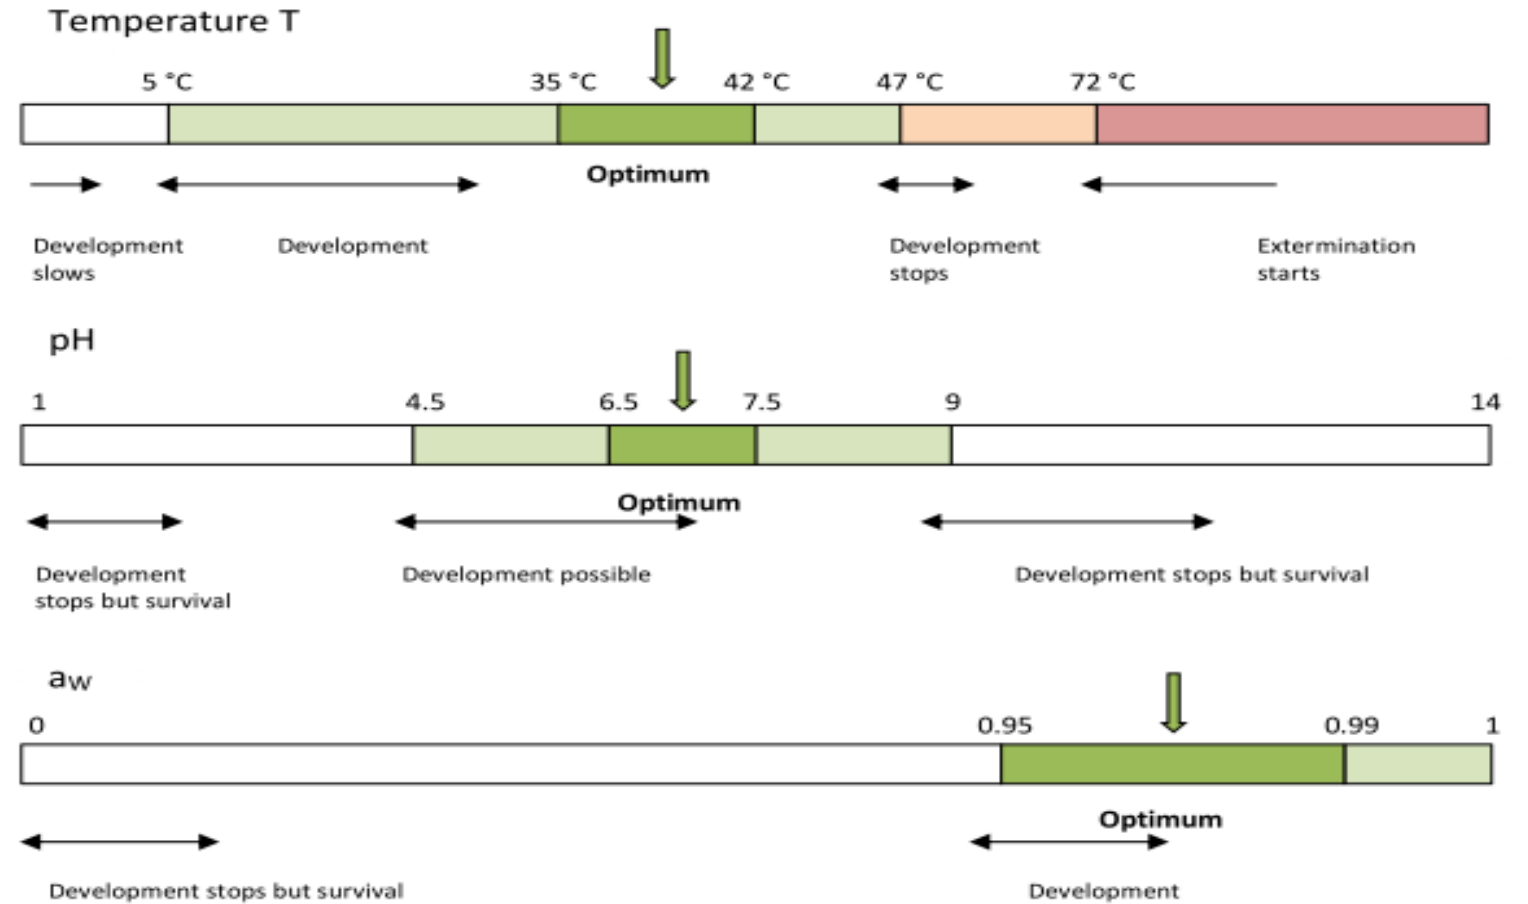 Temperature T
5 °C 35 °C 42 °C 47 °C 72 °C
Optimum
Development slows
Development
Development stops
Extermination starts
pH
1 4.5 6.5 7.5 9 14
Optimum
Development stops but survival
Development possible
Development stops but survival
aw
0 0.95 0.99 1
Optimum
Development stops but survival
Development